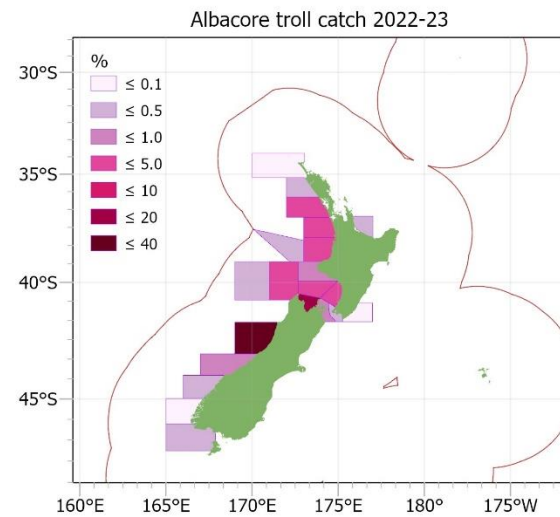 Albacore troll catch 2022-23
%
≤ 0.1
≤ 0.5
≤ 1.0
≤ 5.0
≤ 10
≤ 20
≤ 40
30°S
35°S
40°S
45°S
160°E 165°E 170°E 175°E 180° 175°W